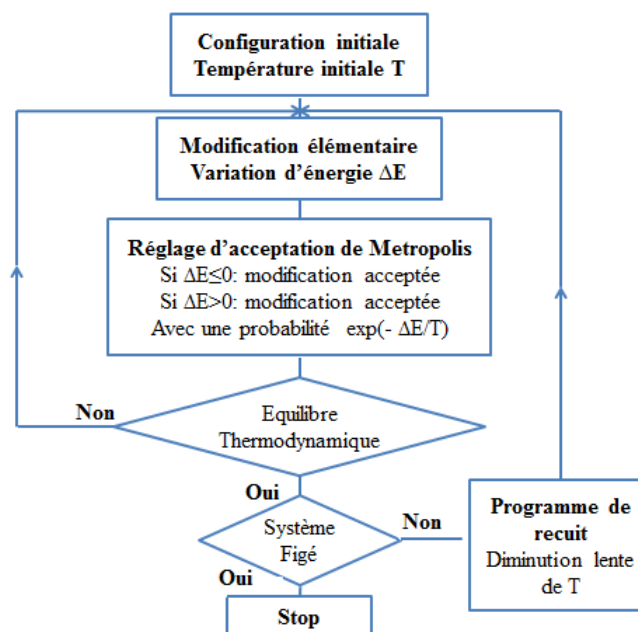 Configuration initiale
Température initiale T
Modification élémentaire
Variation d'énergie ΔE
Réglage d'acceptation de Metropolis
Si ΔE≤0: modification acceptée
Si ΔE>0: modification acceptée
Avec une probabilité exp(- ΔE/T)
Non
Equilibre
Thermodynamique
Oui
Système
Figé
Non
Programme de
recuit
Diminution lente
de T
Oui
Stop